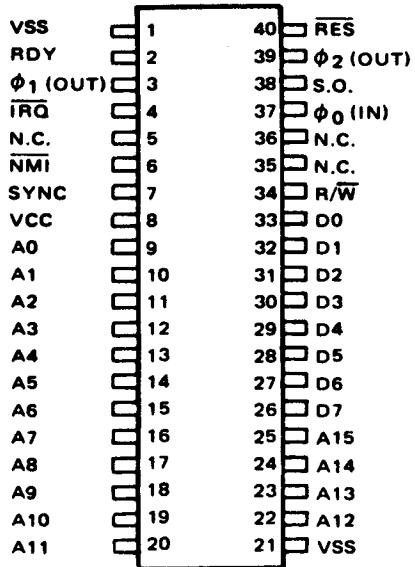 VSS 1 40 R̅E̅S̅
RDY 2 39 ϕ2 (OUT)
ϕ1 (OUT) 3 38 S.O.
I̅R̅Q̅ 4 37 ϕ0 (IN)
N.C. 5 36 N.C.
N̅M̅I̅ 6 35 N.C.
SYNC 7 34 R/W̅
VCC 8 33 D0
A0 9 32 D1
A1 10 31 D2
A2 11 30 D3
A3 12 29 D4
A4 13 28 D5
A5 14 27 D6
A6 15 26 D7
A7 16 25 A15
A8 17 24 A14
A9 18 23 A13
A10 19 22 A12
A11 20 21 VSS